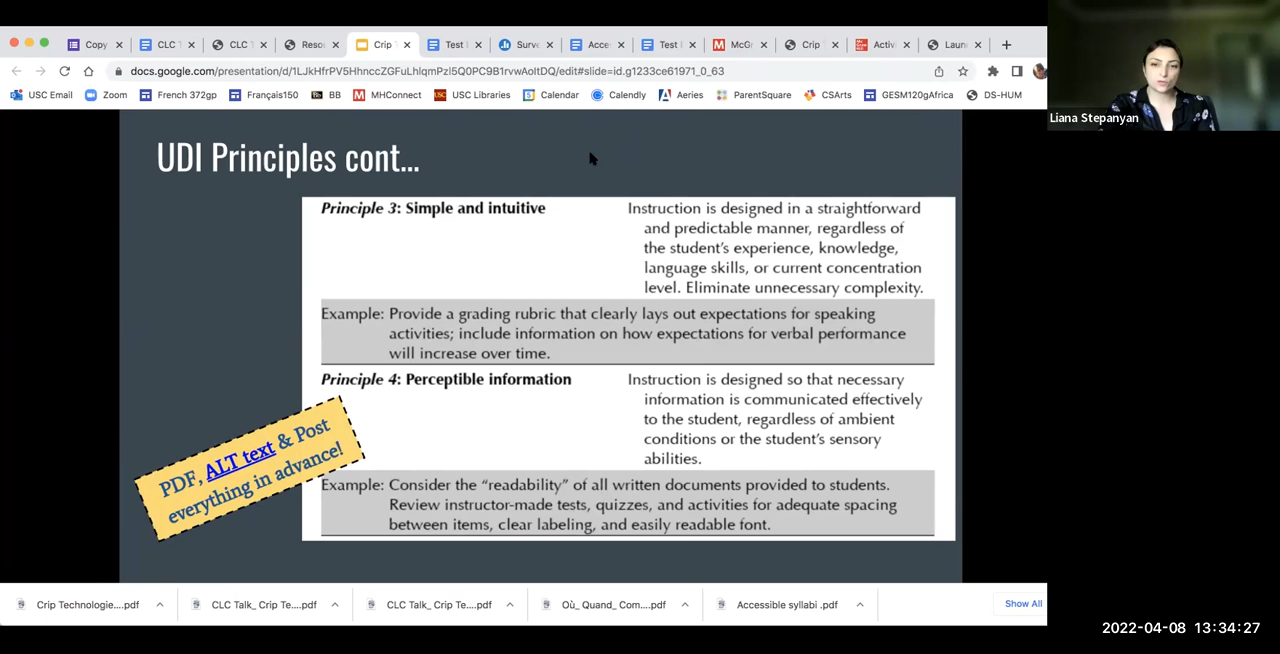 Copy
CLC T
CLC T
Resou
Crip T
Test I
Surve
Acces
Test I
McGr
Crip T
Activi
Laun
docs.google.com/presentation/d/1LJkHfrPV5HhnccZGFuLhlqmPzl5Q0PC9B1rvwAoltDQ/edit#slide=id.g1233ce61971_0_63
USC Email
Zoom
French 372gp
Français150
BB
MHConnect
USC Libraries
Calendar
Calendly
Aeries
ParentSquare
CSArts
GESM120gAfrica
DS-HUM
Liana Stepanyan
UDI Principles cont...
Principle 3: Simple and intuitive
Instruction is designed in a straightforward
and predictable manner, regardless of
the student's experience, knowledge,
language skills, or current concentration
level. Eliminate unnecessary complexity.
Example: Provide a grading rubric that clearly lays out expectations for speaking
activities; include information on how expectations for verbal performance
will increase over time.
Principle 4: Perceptible information
Instruction is designed so that necessary
information is communicated effectively
to the student, regardless of ambient
conditions or the student's sensory
abilities.
Example: Consider the "readability" of all written documents provided to students.
Review instructor-made tests, quizzes, and activities for adequate spacing
between items, clear labeling, and easily readable font.
PDF, ALT text & Post
everything in advance!
Crip Technologie....pdf
CLC Talk_ Crip Te....pdf
CLC Talk_ Crip Te....pdf
Où_ Quand_ Com....pdf
Accessible syllabi .pdf
Show All
2022-04-08 13:34:27